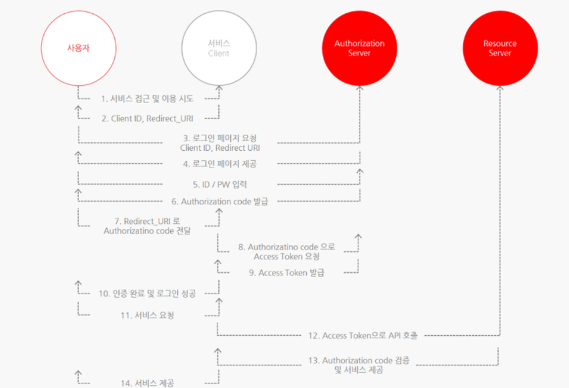 사용자
서비스
Client
Authorization
Server
Resource
Server
1. 서비스 접근 및 이용 시도
2. Client ID, Redirect_URI
3. 로그인 페이지 요청
Client ID, Redirect URI
4. 로그인 페이지 제공
5. ID / PW 입력
6. Authorization code 발급
7. Redirect_URI 로
Authorizatino code 전달
8. Authorizatino code 으로
Access Token 요청
9. Access Token 발급
10. 인증 완료 및 로그인 성공
11. 서비스 요청
12. Access Token으로 API 호출
13. Authorization code 검증
및 서비스 제공
14. 서비스 제공